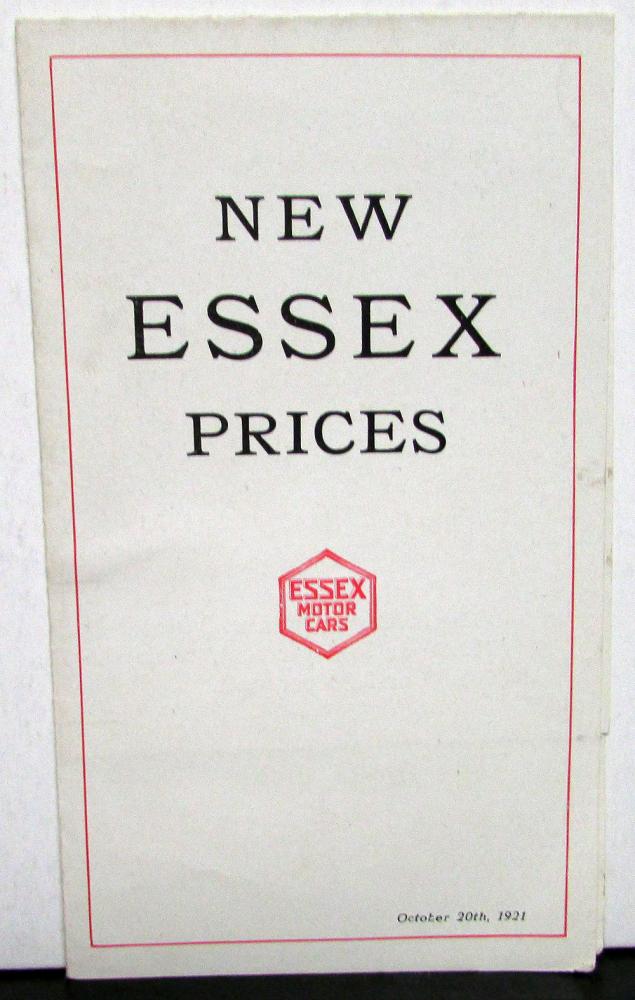 NEW
ESSEX
PRICES
ESSEX
MOTOR
CARS
October 20th, 1921